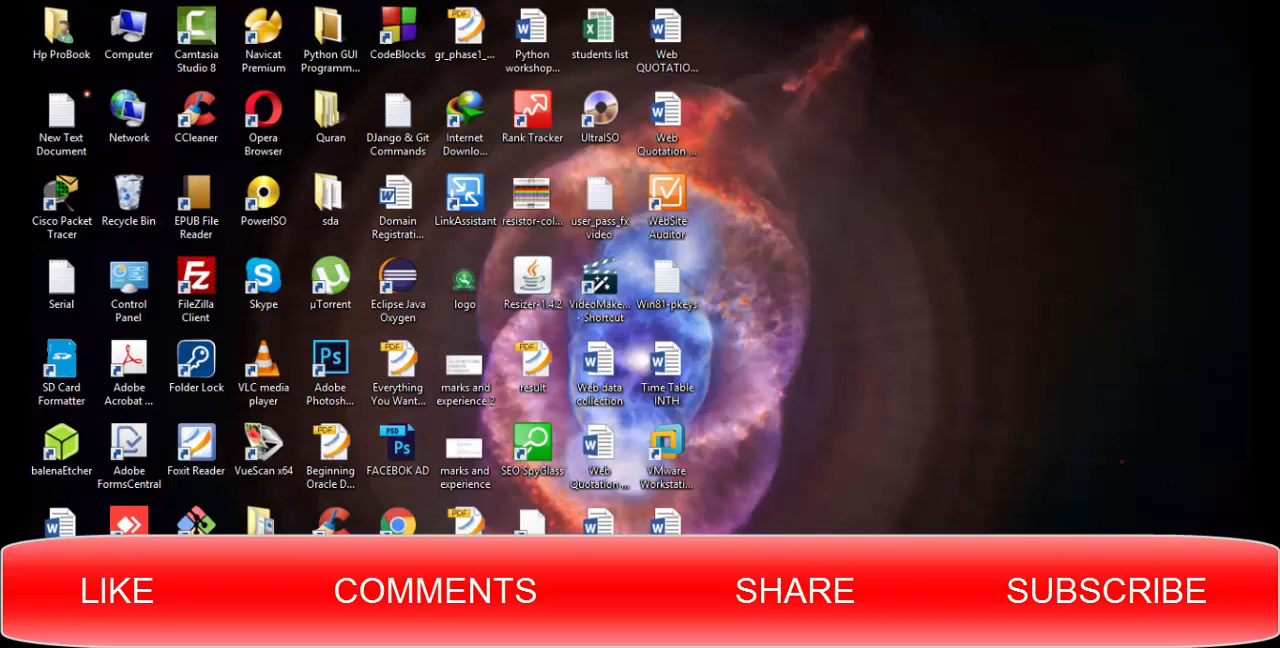 Hp ProBook
Computer
Camtasia
Studio 8
Navicat
Premium
Python GUI
Programm...
CodeBlocks
gr_phase1_...
Python
workshop...
students list
Web
QUOTATIO...
New Text
Document
Network
CCleaner
Opera
Browser
Quran
DJango & Git
Commands
Internet
Downlo...
Rank Tracker
UltraISO
Web
Quotation ...
Cisco Packet
Tracer
Recycle Bin
EPUB File
Reader
PowerISO
sda
Domain
Registrati...
LinkAssistant
resistor-col...
user_pass_fx
video
WebSite
Auditor
Serial
Control
Panel
FileZilla
Client
Skype
µTorrent
Eclipse Java
Oxygen
logo
Resizer-1.4.2
VideoMake...
- Shortcut
Win81-pkeys
SD Card
Formatter
Adobe
Acrobat ...
Folder Lock
VLC media
player
Adobe
Photosh...
Everything
You Want...
marks and
experience 2
result
Web data
collection
Time Table
INTH
balenaEtcher
Adobe
FormsCentral
Foxit Reader
VueScan x64
Beginning
Oracle D...
FACEBOK AD
marks and
experience
SEO SpyGlass
Web
Quotation ...
VMware
Workstati...
LIKE COMMENTS SHARE SUBSCRIBE